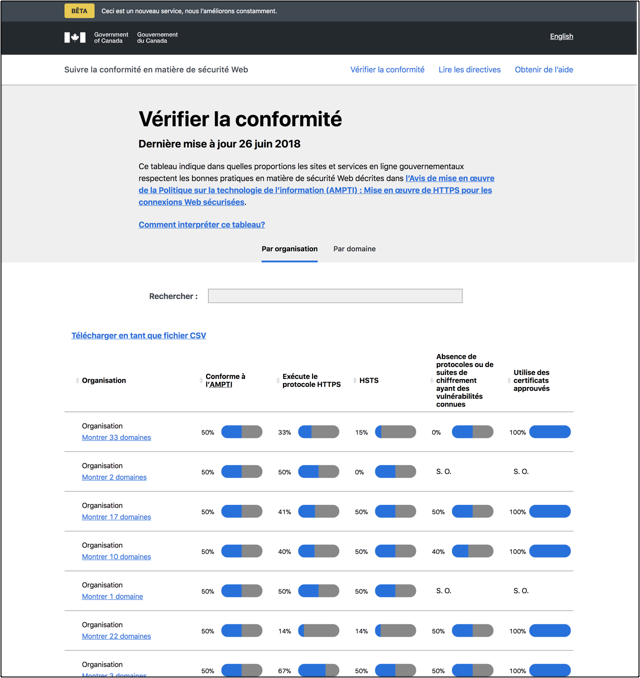 BÊTA Ceci est un nouveau service, nous l'améliorons constamment.
Government of Canada
Gouvernement du Canada
English
Suivre la conformité en matière de sécurité Web
Vérifier la conformité
Lire les directives
Obtenir de l'aide
Vérifier la conformité
Dernière mise à jour 26 juin 2018
Ce tableau indique dans quelles proportions les sites et services en ligne gouvernementaux
respectent les bonnes pratiques en matière de sécurité Web décrites dans l'Avis de mise en œuvre
de la Politique sur la technologie de l'information (AMPTI) : Mise en œuvre de HTTPS pour les
connexions Web sécurisées.
Comment interpréter ce tableau?
Par organisation
Par domaine
Rechercher :
Télécharger en tant que fichier CSV
Organisation
Conforme à
l'AMPTI
Exécute le
protocole HTTPS
HSTS
Absence de
protocoles ou de
suites de
chiffrement
ayant des
vulnérabilités
connues
Utilise des
certificats
approuvés
Organisation
Montrer 33 domaines
50% 33% 15% 0% 100%
Organisation
Montrer 2 domaines
50% 50% 0% S. O. S. O.
Organisation
Montrer 17 domaines
50% 41% 50% 50% 100%
Organisation
Montrer 10 domaines
50% 40% 50% 40% 100%
Organisation
Montrer 1 domaine
50% 50% 50% S. O. S. O.
Organisation
Montrer 22 domaines
50% 14% 14% 50% 100%
Organisation
Montrer 3 domaines
50% 67% 50% 50% 100%